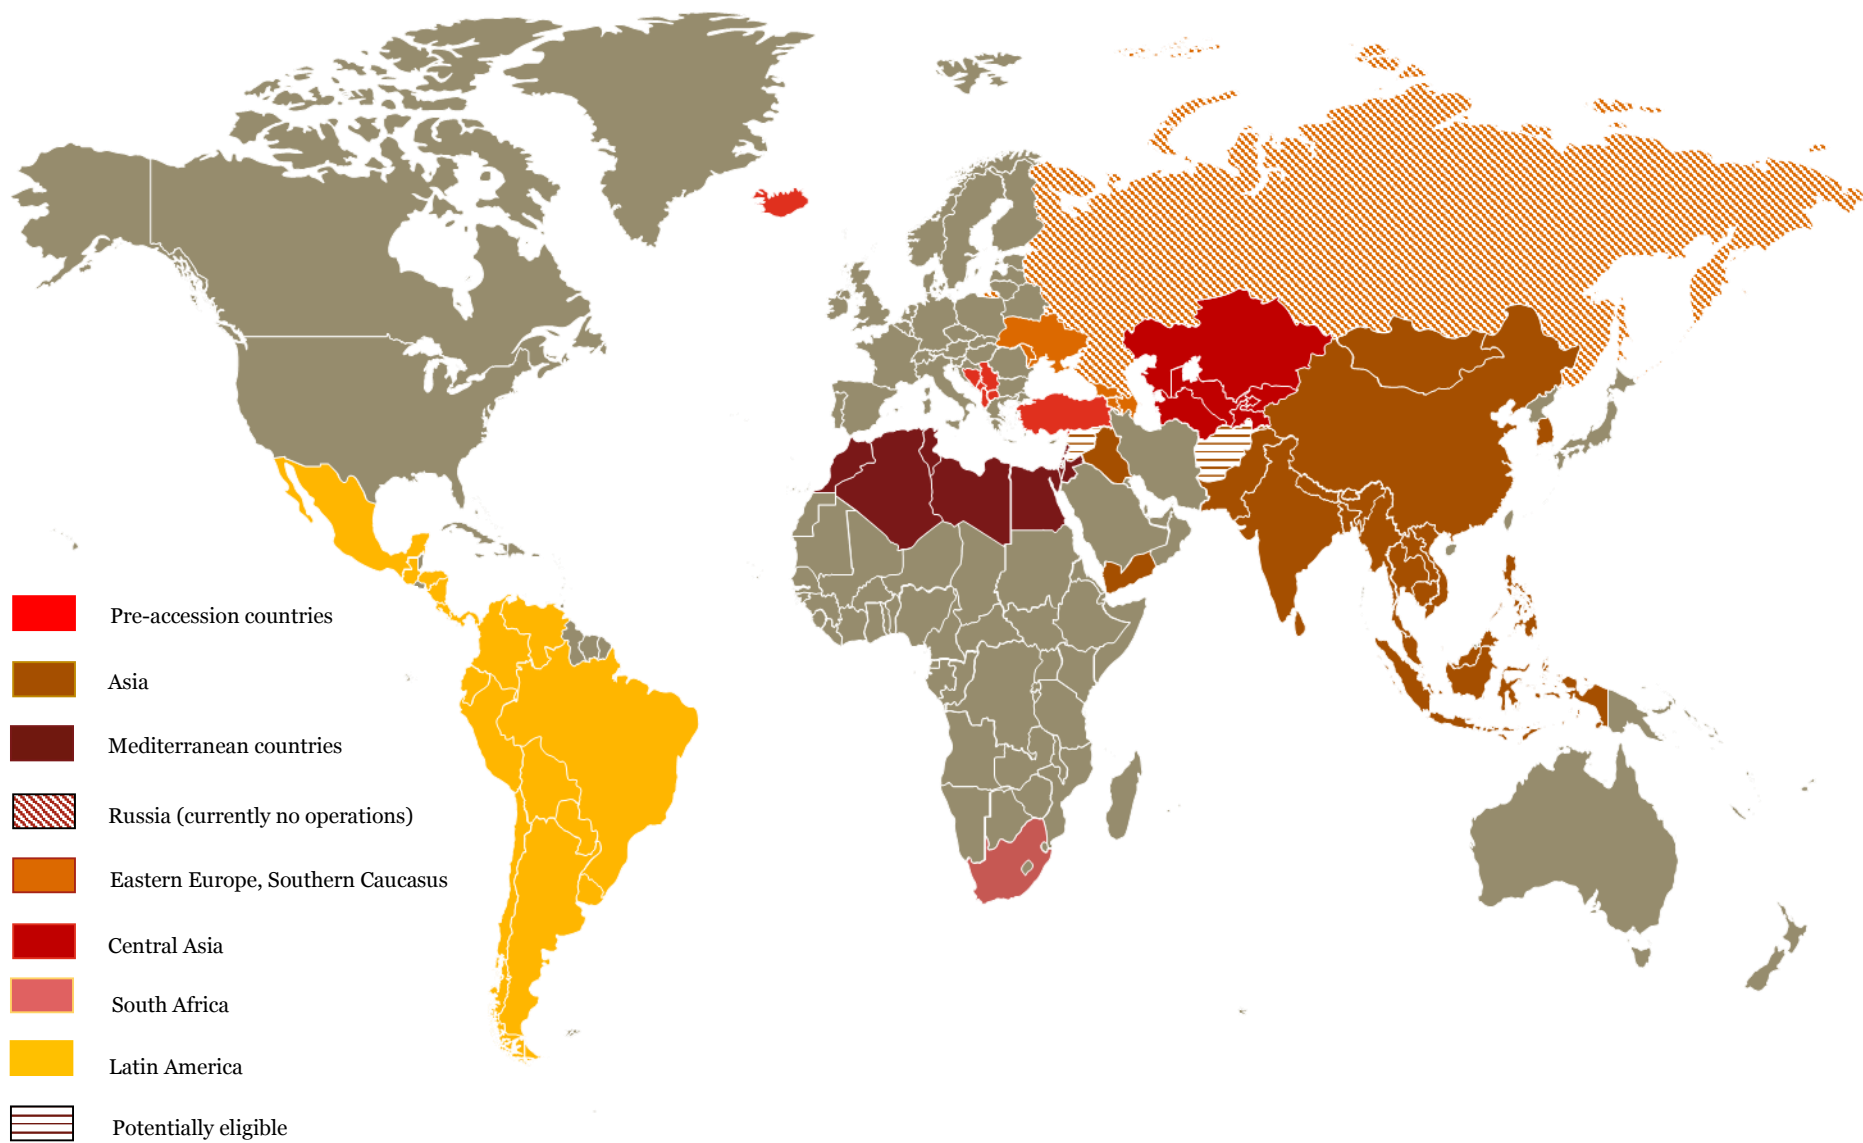 Pre-accession countries
Asia
Mediterranean countries
Russia (currently no operations)
Eastern Europe, Southern Caucasus
Central Asia
South Africa
Latin America
Potentially eligible